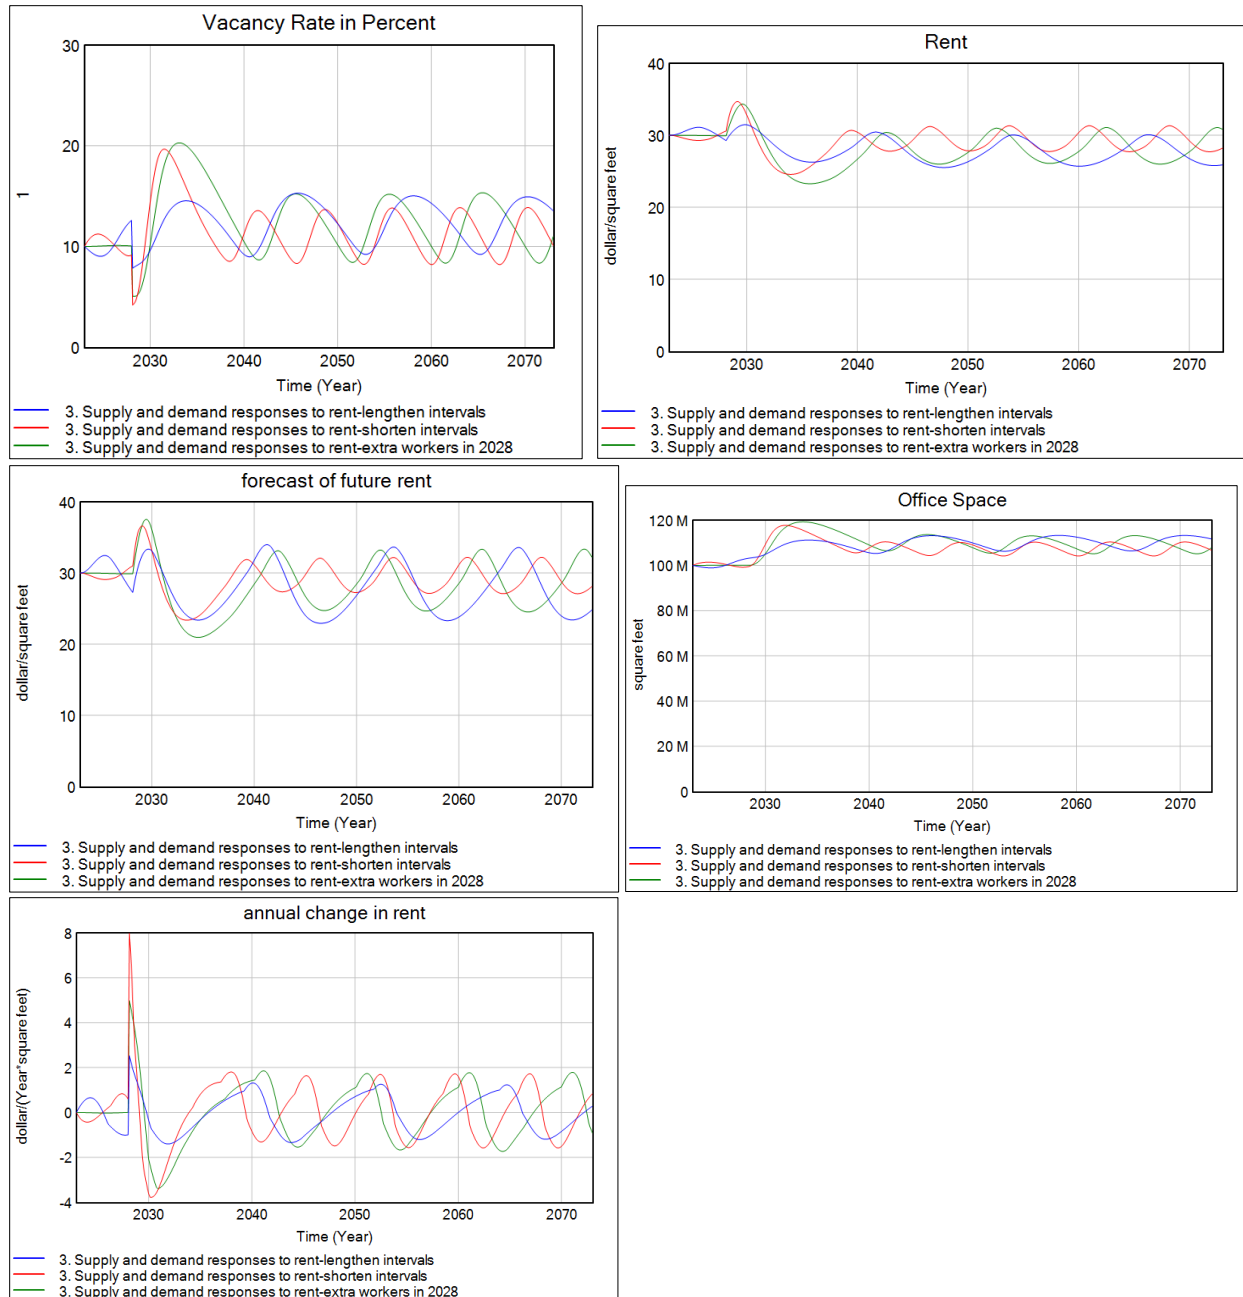 Vacancy Rate in Percent
30
20
10
0
1
2030 2040 2050 2060 2070
Time (Year)
3. Supply and demand responses to rent-lengthen intervals
3. Supply and demand responses to rent-shorten intervals
3. Supply and demand responses to rent-extra workers in 2028
Rent
40
30
20
10
0
dollar/square feet
2030 2040 2050 2060 2070
Time (Year)
3. Supply and demand responses to rent-lengthen intervals
3. Supply and demand responses to rent-shorten intervals
3. Supply and demand responses to rent-extra workers in 2028
forecast of future rent
40
30
20
10
0
dollar/square feet
2030 2040 2050 2060 2070
Time (Year)
3. Supply and demand responses to rent-lengthen intervals
3. Supply and demand responses to rent-shorten intervals
3. Supply and demand responses to rent-extra workers in 2028
Office Space
120 M
100 M
80 M
60 M
40 M
20 M
0
square feet
2030 2040 2050 2060 2070
Time (Year)
3. Supply and demand responses to rent-lengthen intervals
3. Supply and demand responses to rent-shorten intervals
3. Supply and demand responses to rent-extra workers in 2028
annual change in rent
8
6
4
2
0
-2
-4
dollar/(Year*square feet)
2030 2040 2050 2060 2070
Time (Year)
3. Supply and demand responses to rent-lengthen intervals
3. Supply and demand responses to rent-shorten intervals
3. Supply and demand responses to rent-extra workers in 2028